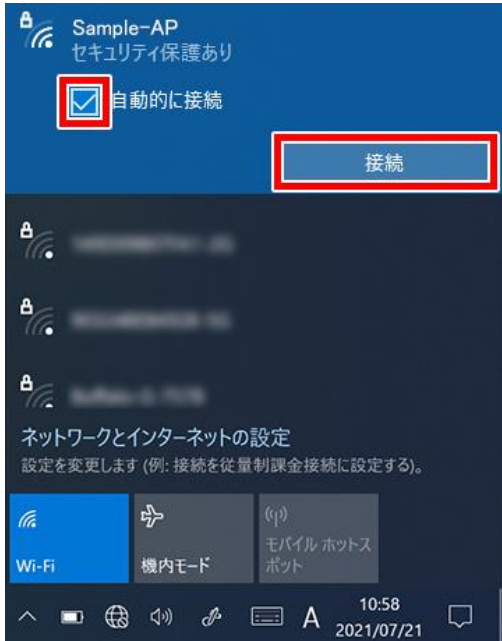 Sample-AP
セキュリティ保護あり
自動的に接続
接続
ネットワークとインターネットの設定
設定を変更します (例: 接続を従量制課金接続に設定する)。
Wi-Fi
機内モード
モバイル ホットス
ポット
A
10:58
2021/07/21